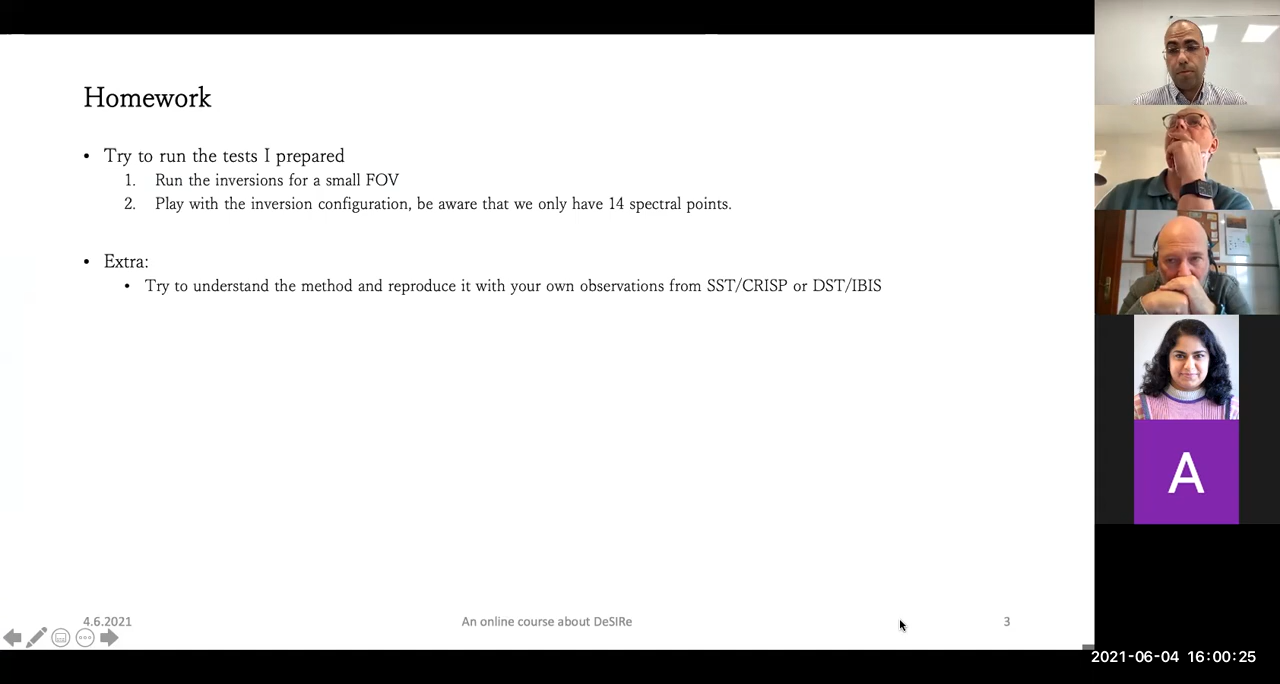 Homework
• Try to run the tests I prepared
1. Run the inversions for a small FOV
2. Play with the inversion configuration, be aware that we only have 14 spectral points.
• Extra:
• Try to understand the method and reproduce it with your own observations from SST/CRISP or DST/IBIS
4.6.2021
An online course about DeSIRe
3
A
2021-06-04 16:00:25